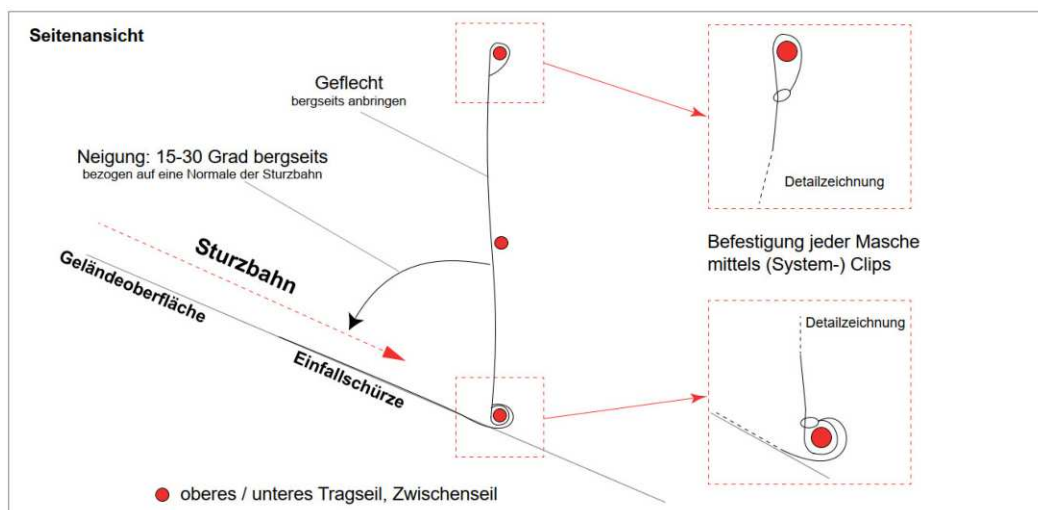 Seitenansicht
Geflecht
bergseits anbringen
Neigung: 15-30 Grad bergseits
bezogen auf eine Normale der Sturzbahn
Sturzbahn
Geländeoberfläche
Einfallschürze
oberes / unteres Tragseil, Zwischenseil
Detailzeichnung
Befestigung jeder Masche
mittels (System-) Clips
Detailzeichnung